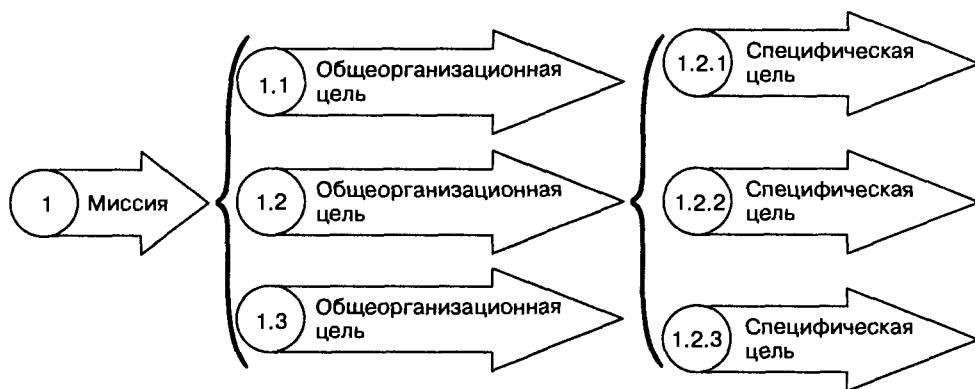 1 Миссия
1.1 Общеорганизационная
цель
1.2 Общеорганизационная
цель
1.3 Общеорганизационная
цель
1.2.1 Специфическая
цель
1.2.2 Специфическая
цель
1.2.3 Специфическая
цель